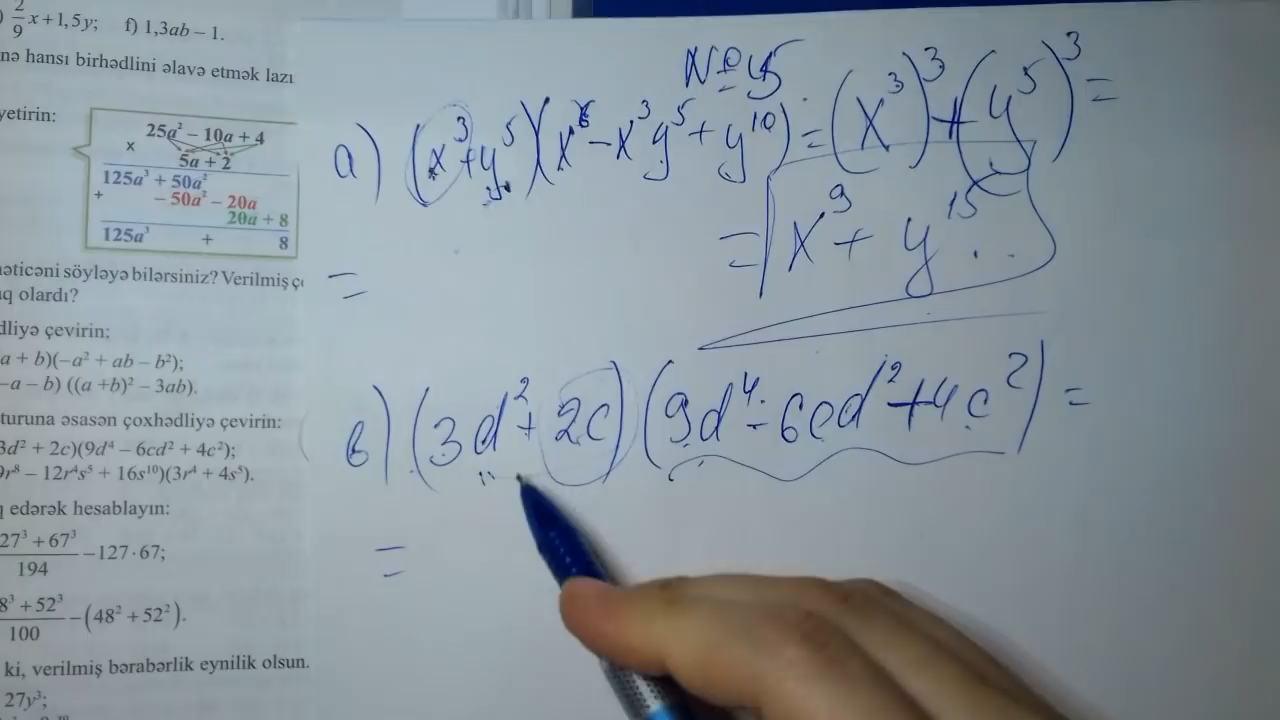 2/9 x + 1,5y; f) 1,3ab – 1.
nə hansı birhədlini əlavə etmək lazı
yetirin:
25a² – 10a + 4
×
5a + 2
125a³ + 50a²
+
– 50a² – 20a
20a + 8
125a³ + 8
əticəni söyləyə bilərsiniz? Verilmiş
q olardı?
dliyə çevirin:
a + b)(–a² + ab – b²);
–a – b) ((a +b)² – 3ab).
turuna əsasən çoxhədliyə çevirin:
3d² + 2c)(9d⁴ – 6cd² + 4c²);
r⁸ – 12r⁴s⁵ + 16s¹⁰)(3r⁴ + 4s⁵).
edərək hesablayın:
27³ + 67³ / 194 – 127 · 67;
8³ + 52³ / 100 – (48² + 52²).
ki, verilmiş bərabərlik eynilik olsun.
27y³;
№ 45
a) (x³+y⁵)(x⁶–x³y⁵+y¹⁰) = (x³)³+(y⁵)³ =
= x⁹ + y¹⁵
=
b) (3d² + 2c)(9d⁴ – 6cd² + 4c²) =
=